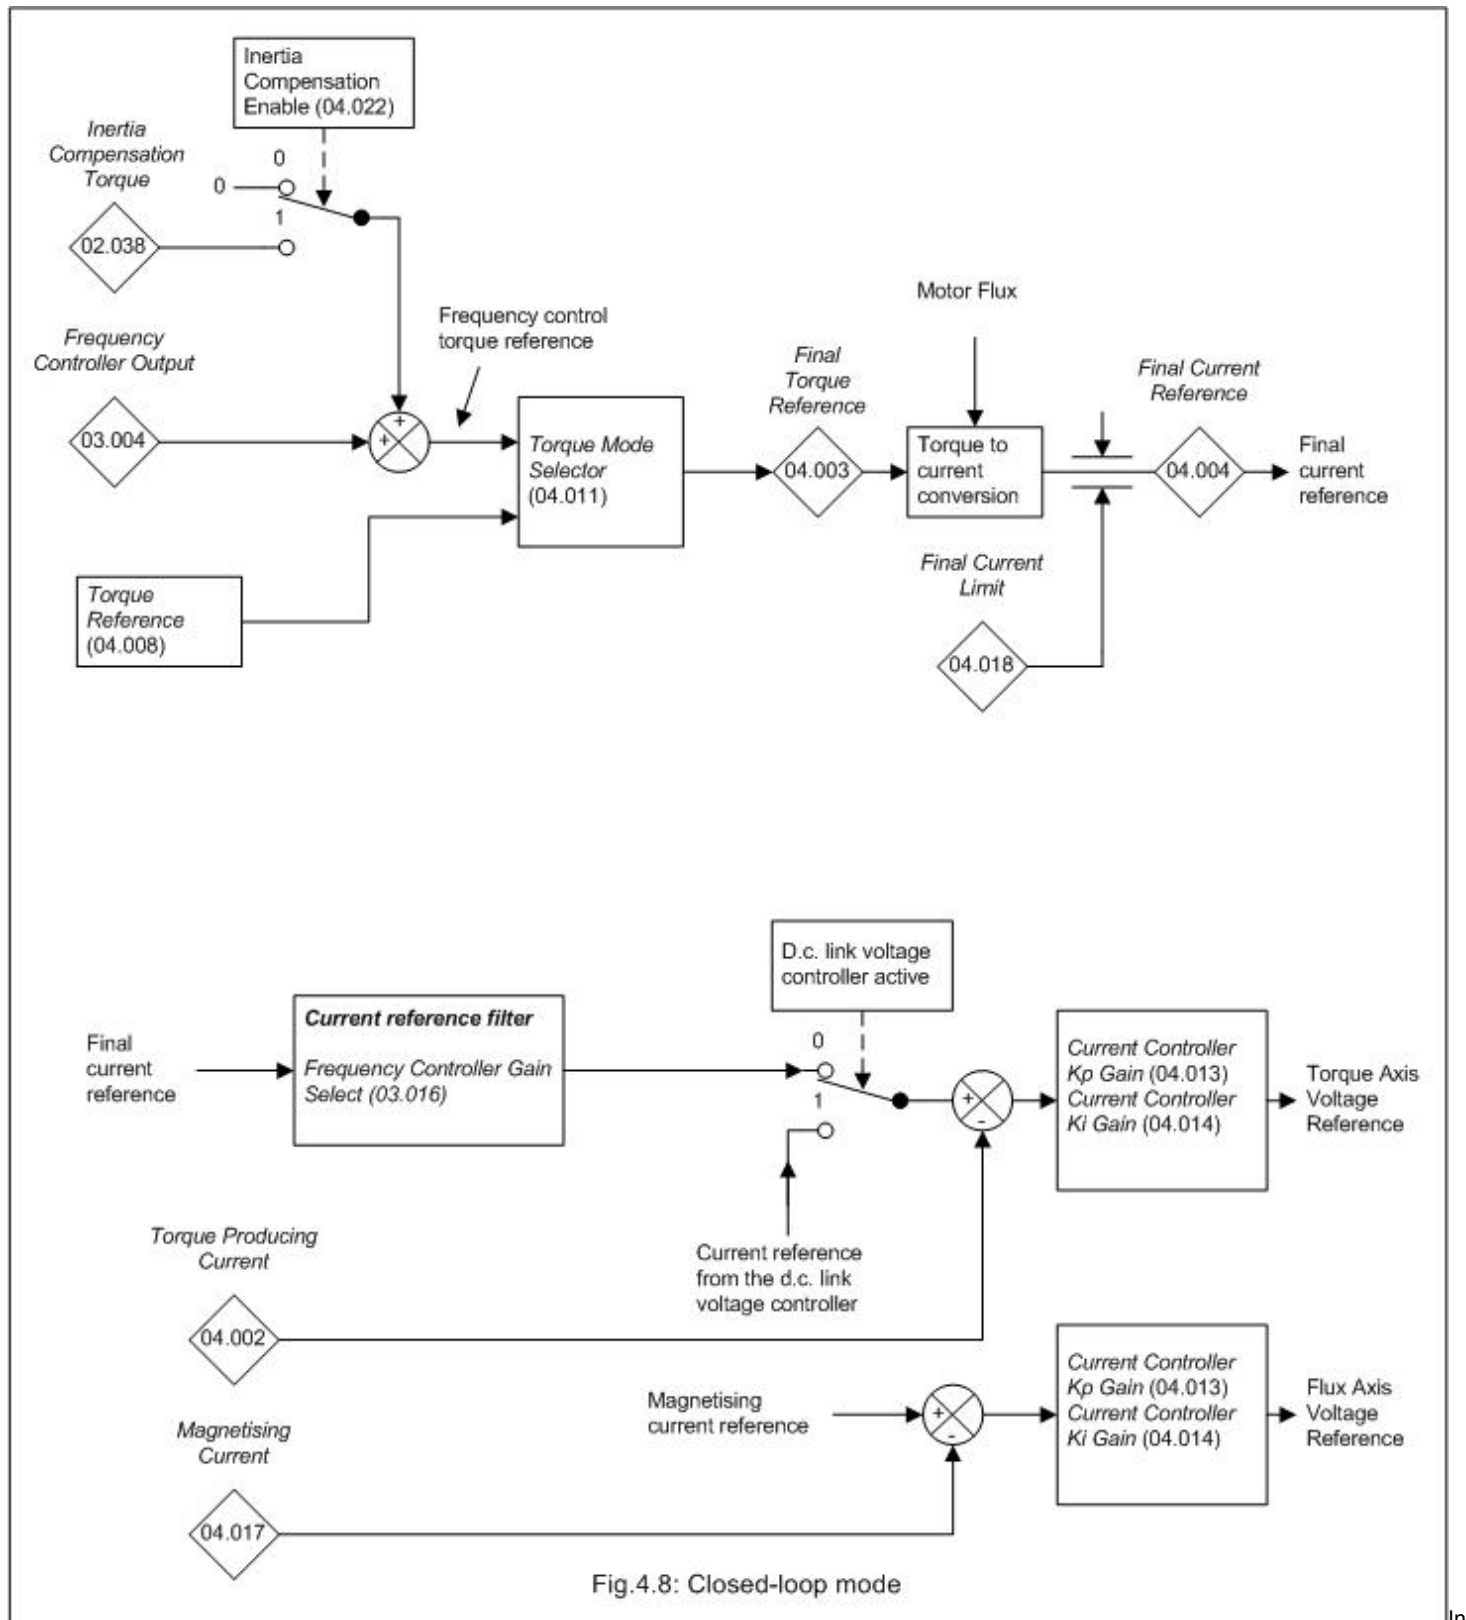 Inertia
Compensation
Enable (04.022)
Inertia
Compensation
Torque
0
0
1
02.038
Frequency
Controller Output
03.004
+
+
Frequency control
torque reference
Torque Mode
Selector
(04.011)
Torque
Reference
(04.008)
Final
Torque
Reference
04.003
Motor Flux
Torque to
current
conversion
Final Current
Reference
04.004
Final
current
reference
Final Current
Limit
04.018
D.c. link voltage
controller active
Final
current
reference
Current reference filter
Frequency Controller Gain
Select (03.016)
0
1
+
-
Current Controller
Kp Gain (04.013)
Current Controller
Ki Gain (04.014)
Torque Axis
Voltage
Reference
Current reference
from the d.c. link
voltage controller
Torque Producing
Current
04.002
Magnetising
current reference
+
-
Current Controller
Kp Gain (04.013)
Current Controller
Ki Gain (04.014)
Flux Axis
Voltage
Reference
Magnetising
Current
04.017
Fig.4.8: Closed-loop mode
In